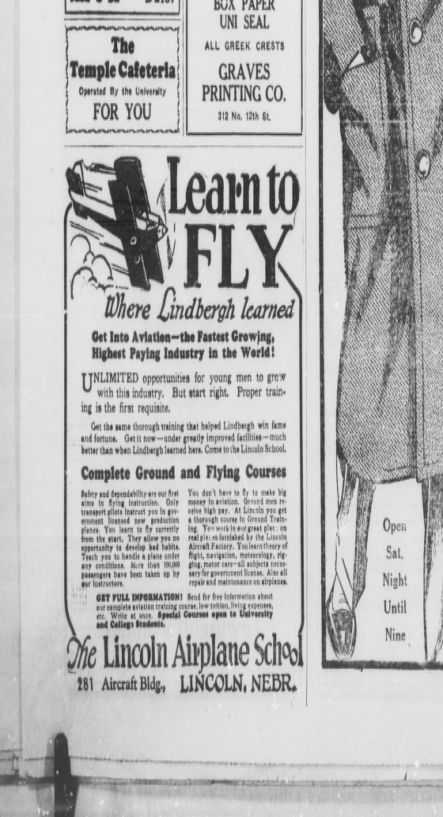 The
Temple Cafeteria
Operated By the University
FOR YOU
BOX PAPER
UNI SEAL
ALL GREEK CRESTS
GRAVES
PRINTING CO.
312 No. 12th St.
Learn to
FLY
Where Lindbergh learned
Get Into Aviation—the Fastest Growing,
Highest Paying Industry in the World!
UNLIMITED opportunities for young men to grow
with this industry. But start right. Proper train-
ing is the first requisite.
Get the same thorough training that helped Lindbergh win fame
and fortune. Get it now—under greatly improved facilities—much
better than when Lindbergh learned here. Come to the Lincoln School.
Complete Ground and Flying Courses
Safety and dependability are our first
aims in flying instruction. Only
transport pilots instruct you in gov-
ernment licensed new production
planes. You learn to fly correctly
from the start. They allow you no
opportunity to develop bad habits.
Teach you to handle a plane under
any conditions. More than 100,000
passengers have been taken up by
our instructors.
You don't have to fly to make big
money in aviation. Ground men re-
ceive high pay. At Lincoln you get
a thorough course in Ground Train-
ing. You work in our great plant on
real planes furnished by the Lincoln
Aircraft Factory. You learn theory of
flight, navigation, meteorology, rig-
ging, motor care—all subjects neces-
sary for government license. Also all
repair and maintenance on airplanes.
GET FULL INFORMATION! Send for free information about
our complete aviation training course, low tuition, living expenses,
etc. Write at once. Special Courses open to University
and College Students.
The Lincoln Airplane School
281 Aircraft Bldg., LINCOLN, NEBR.
Open
Sat.
Night
Until
Nine